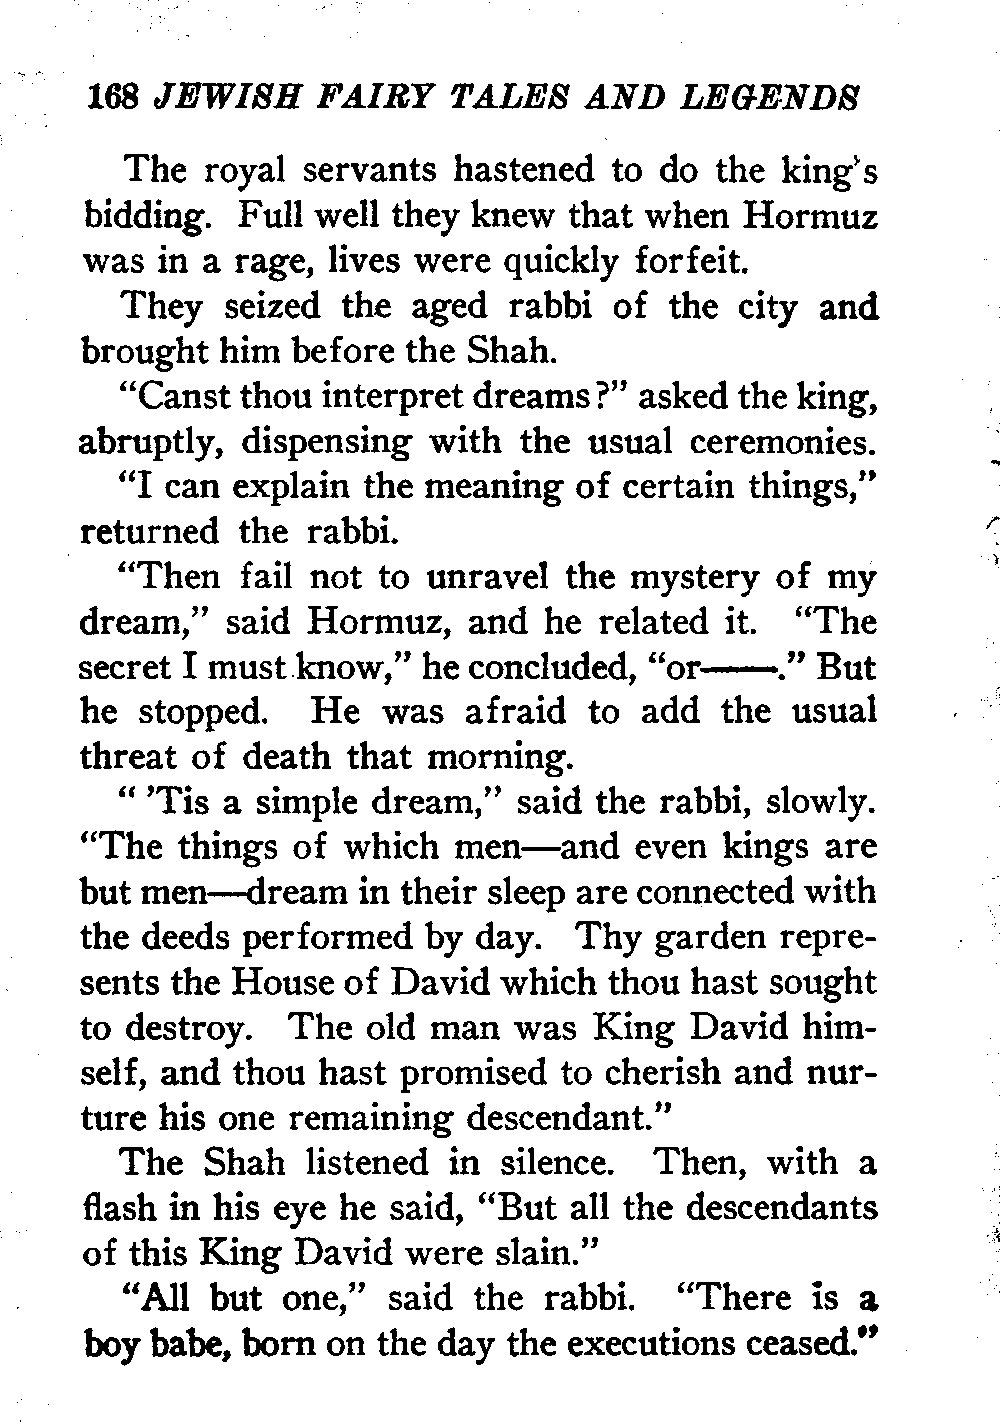 168 JEWISH FAIRY TALES AND LEGENDS
The royal servants hastened to do the king's
bidding. Full well they knew that when Hormuz
was in a rage, lives were quickly forfeit.
They seized the aged rabbi of the city and
brought him before the Shah.
“Canst thou interpret dreams?” asked the king,
abruptly, dispensing with the usual ceremonies.
“I can explain the meaning of certain things,”
returned the rabbi.
“Then fail not to unravel the mystery of my
dream,” said Hormuz, and he related it. “The
secret I must know,” he concluded, “or——.” But
he stopped. He was afraid to add the usual
threat of death that morning.
“ ’Tis a simple dream,” said the rabbi, slowly.
“The things of which men—and even kings are
but men—dream in their sleep are connected with
the deeds performed by day. Thy garden repre-
sents the House of David which thou hast sought
to destroy. The old man was King David him-
self, and thou hast promised to cherish and nur-
ture his one remaining descendant.”
The Shah listened in silence. Then, with a
flash in his eye he said, “But all the descendants
of this King David were slain.”
“All but one,” said the rabbi. “There is a
boy babe, born on the day the executions ceased.”